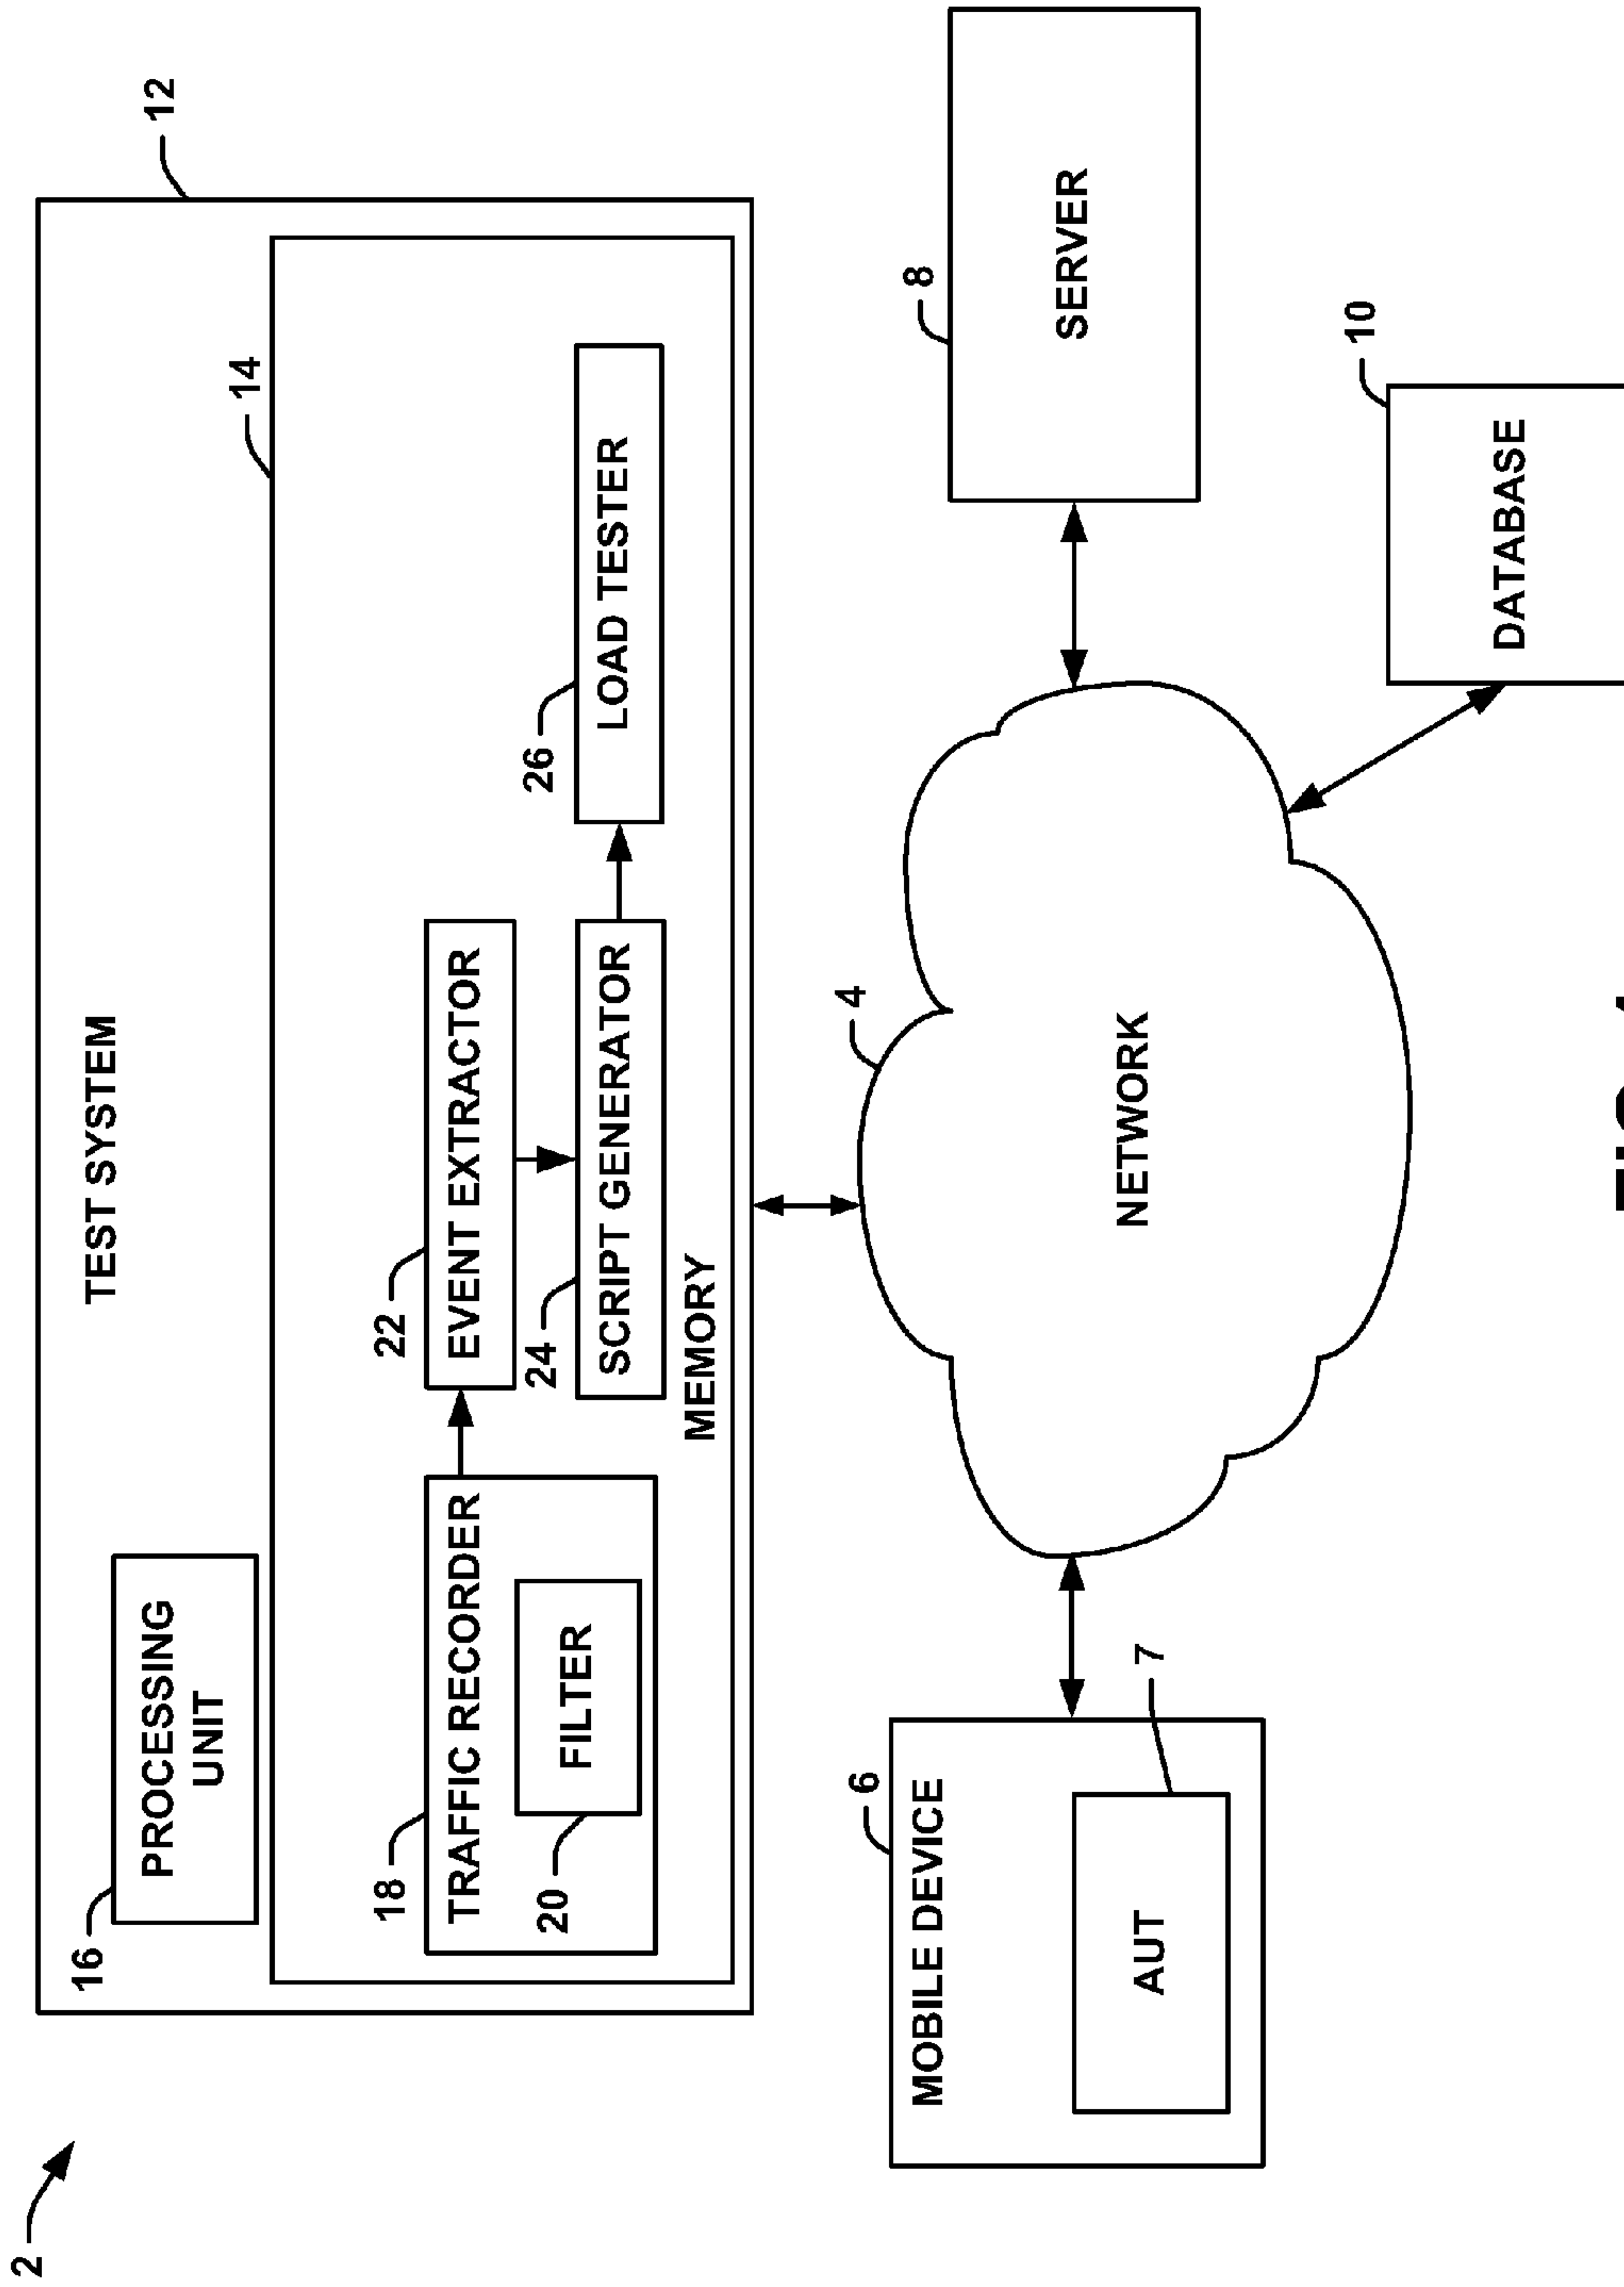 2
TEST SYSTEM
12
16
PROCESSING
UNIT
14
18
TRAFFIC RECORDER
20
FILTER
22
EVENT EXTRACTOR
24
SCRIPT GENERATOR
26
LOAD TESTER
MEMORY
6
MOBILE DEVICE
7
AUT
4
NETWORK
8
SERVER
10
DATABASE